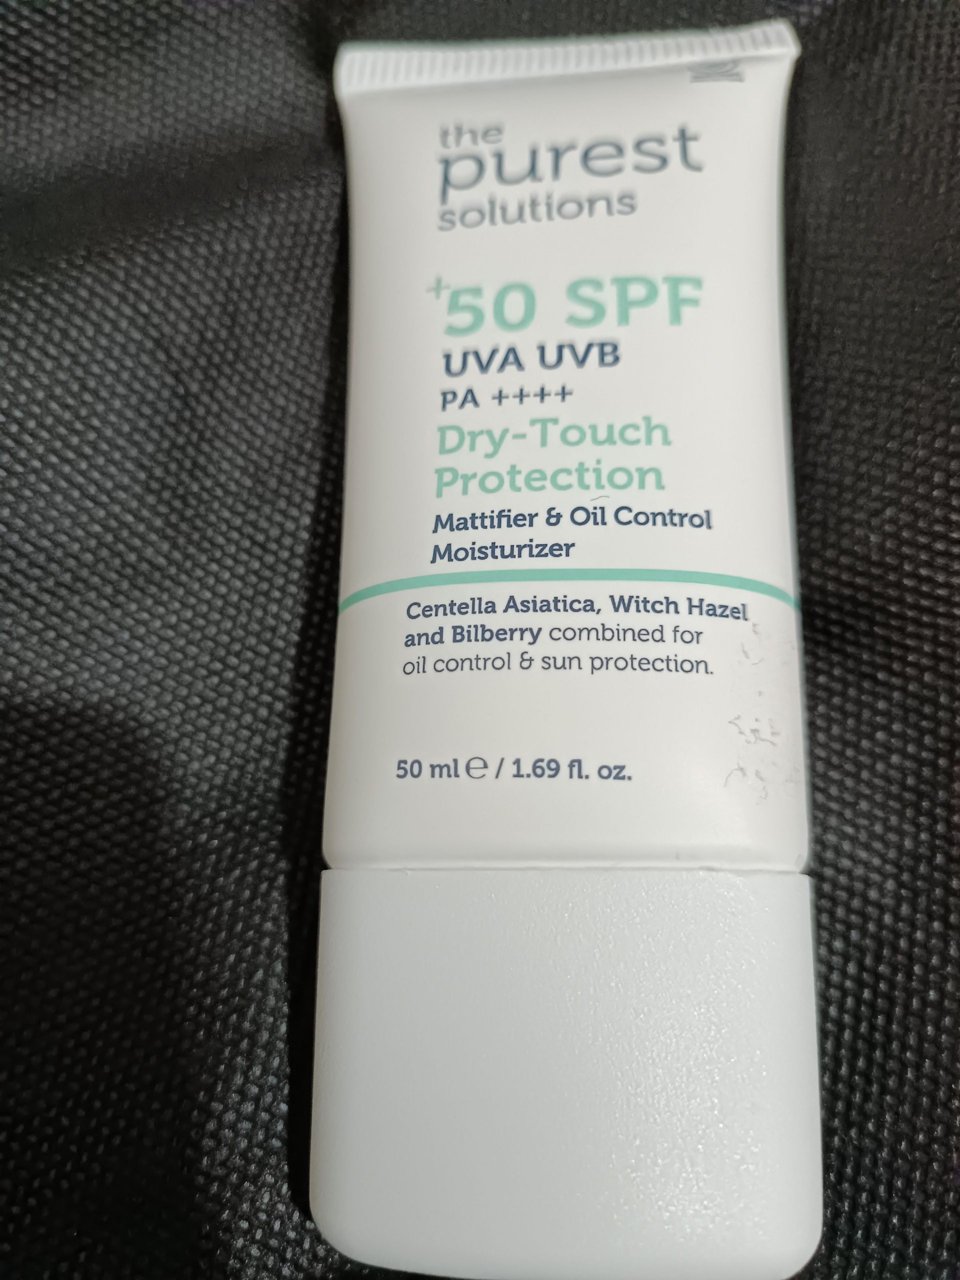 the
purest
solutions
+50 SPF
UVA UVB
PA ++++
Dry-Touch
Protection
Mattifier & Oil Control
Moisturizer
Centella Asiatica, Witch Hazel
and Bilberry combined for
oil control & sun protection.
50 ml ℮ / 1.69 fl. oz.